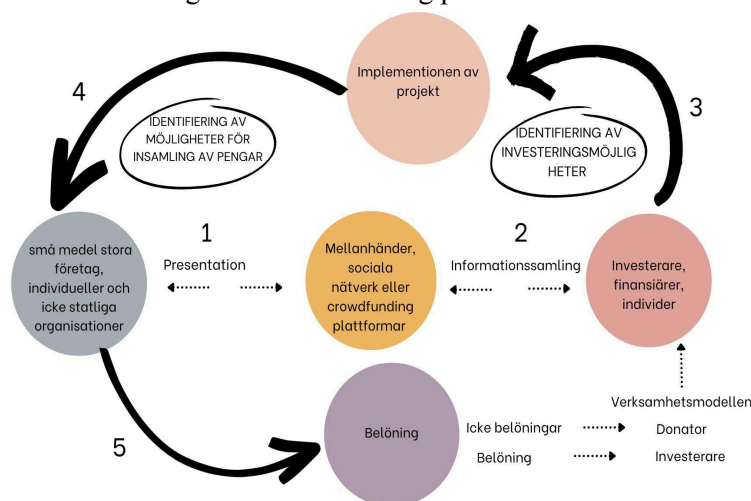 Implementionen av
projekt
4
3
IDENTIFIERING AV
MÖJLIGHETER FÖR
INSAMLING AV PENGAR
IDENTIFIERING AV
INVESTERINGSMÖJLIG
HETER
små medel stora
företag,
individueller och
icke statliga
organisationer
1
Presentation
Mellanhänder,
sociala
nätverk eller
crowdfunding
plattformar
2
Informationssamling
Investerare,
finansiärer,
individer
5
Belöning
Verksamhetsmodellen
Icke belöningar
Donator
Belöning
Investerare